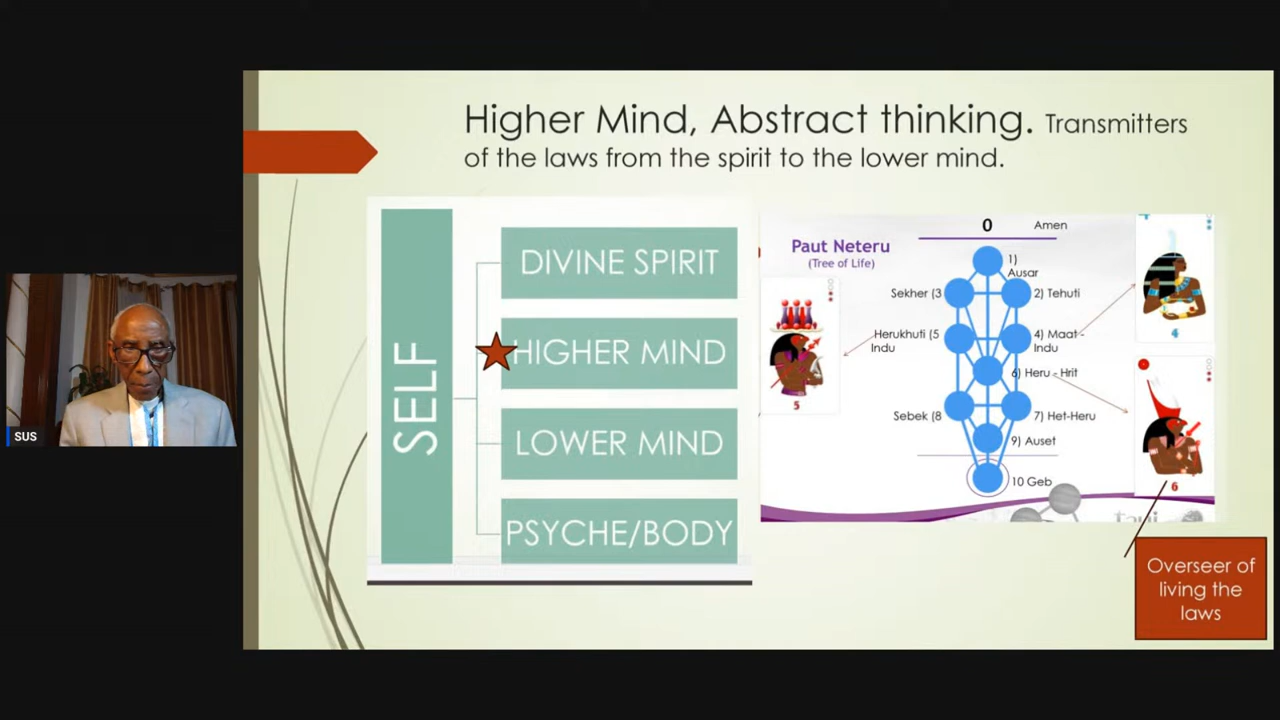 Higher Mind, Abstract thinking. Transmitters
of the laws from the spirit to the lower mind.
SUS
SELF
DIVINE SPIRIT
HIGHER MIND
LOWER MIND
PSYCHE/BODY
Paut Neteru
(Tree of Life)
0
Amen
1)
Ausar
Sekher (3
2) Tehuti
Herukhuti (5
Indu
4) Maat -
Indu
6) Heru - Hrit
Sebek (8
7) Het-Heru
9) Auset
10 Geb
5
4
6
Overseer of
living the
laws